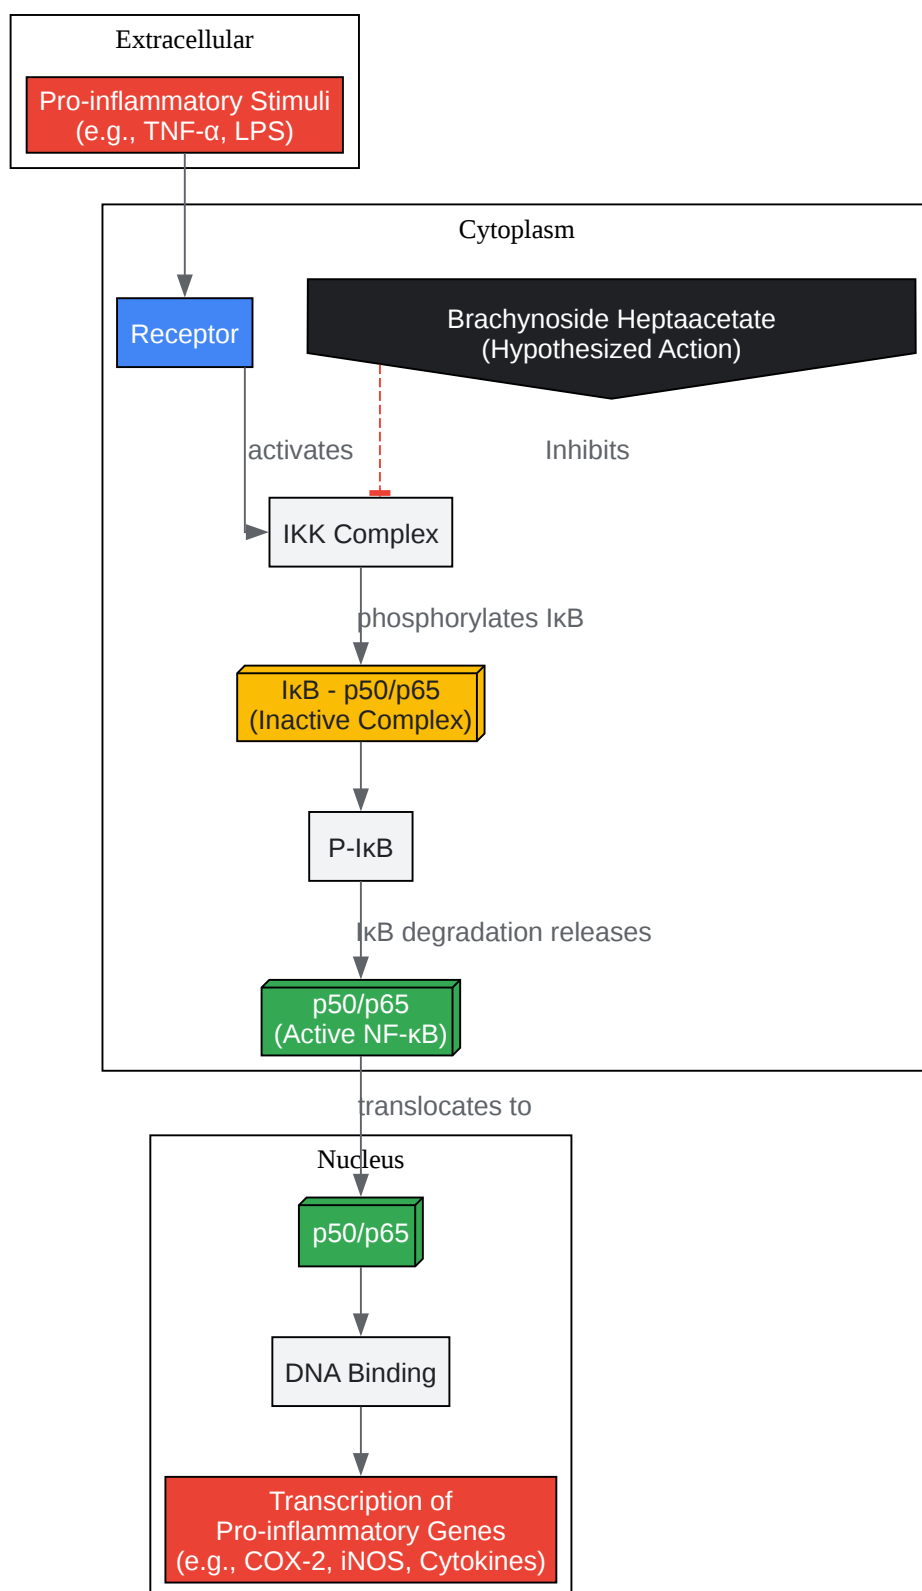 Extracellular
Pro-inflammatory Stimuli
(e.g., TNF-α, LPS)
Cytoplasm
Receptor
Brachynoside Heptaacetate
(Hypothesized Action)
activates
Inhibits
IKK Complex
phosphorylates IκB
IκB - p50/p65
(Inactive Complex)
P-IκB
IκB degradation releases
p50/p65
(Active NF-κB)
translocates to
Nucleus
p50/p65
DNA Binding
Transcription of
Pro-inflammatory Genes
(e.g., COX-2, iNOS, Cytokines)